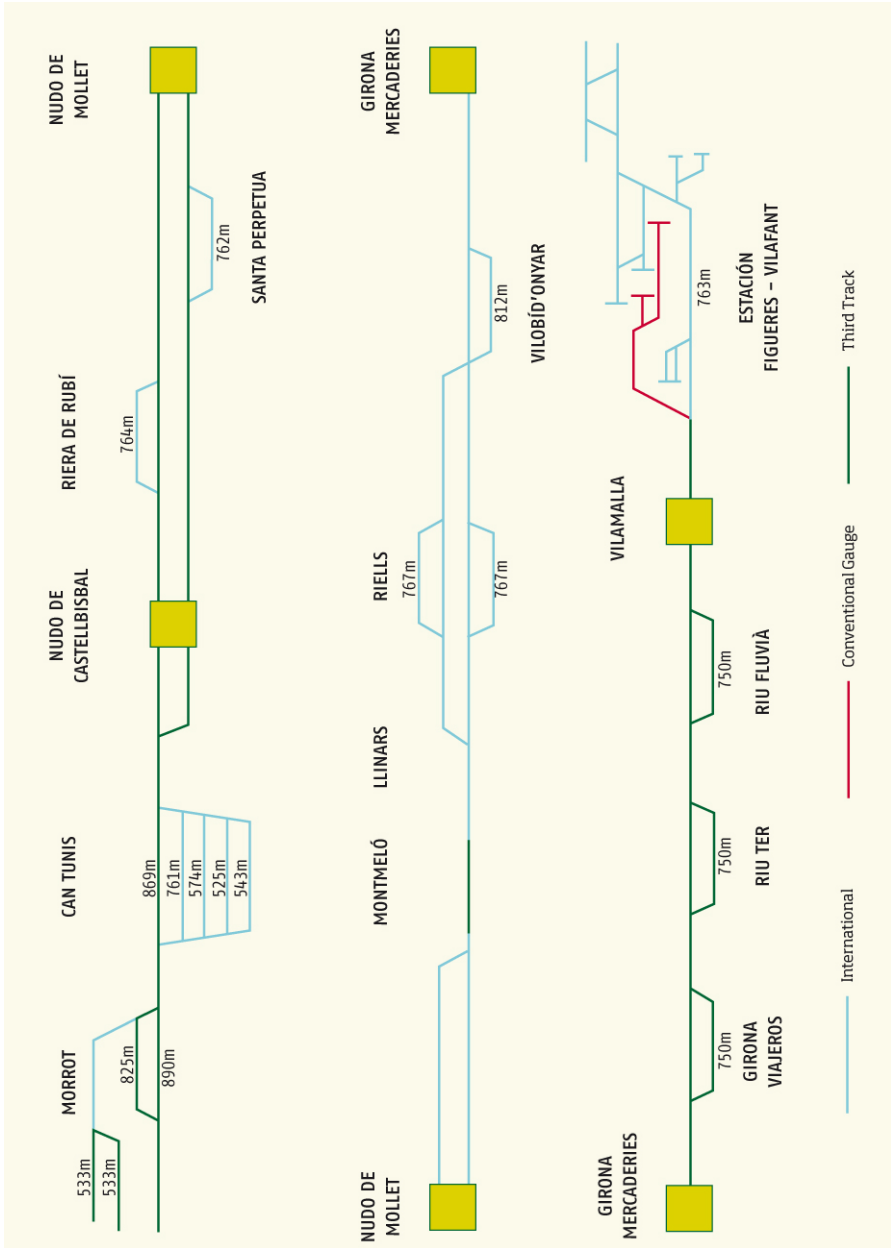 MORROT
533m
533m
825m
890m
CAN TUNIS
869m
761m
574m
525m
543m
NUDO DE
CASTELLBISBAL
RIERA DE RUBÍ
764m
762m
SANTA PERPETUA
NUDO DE
MOLLET
NUDO DE
MOLLET
MONTMELÓ
LLINARS
RIELLS
767m
767m
812m
VILOBÍD'ONYAR
GIRONA
MERCADERIES
GIRONA
MERCADERIES
750m
GIRONA
VIAJEROS
750m
RIU TER
750m
RIU FLUVIÀ
VILAMALLA
763m
ESTACIÓN
FIGUERES - VILAFANT
International
Conventional Gauge
Third Track